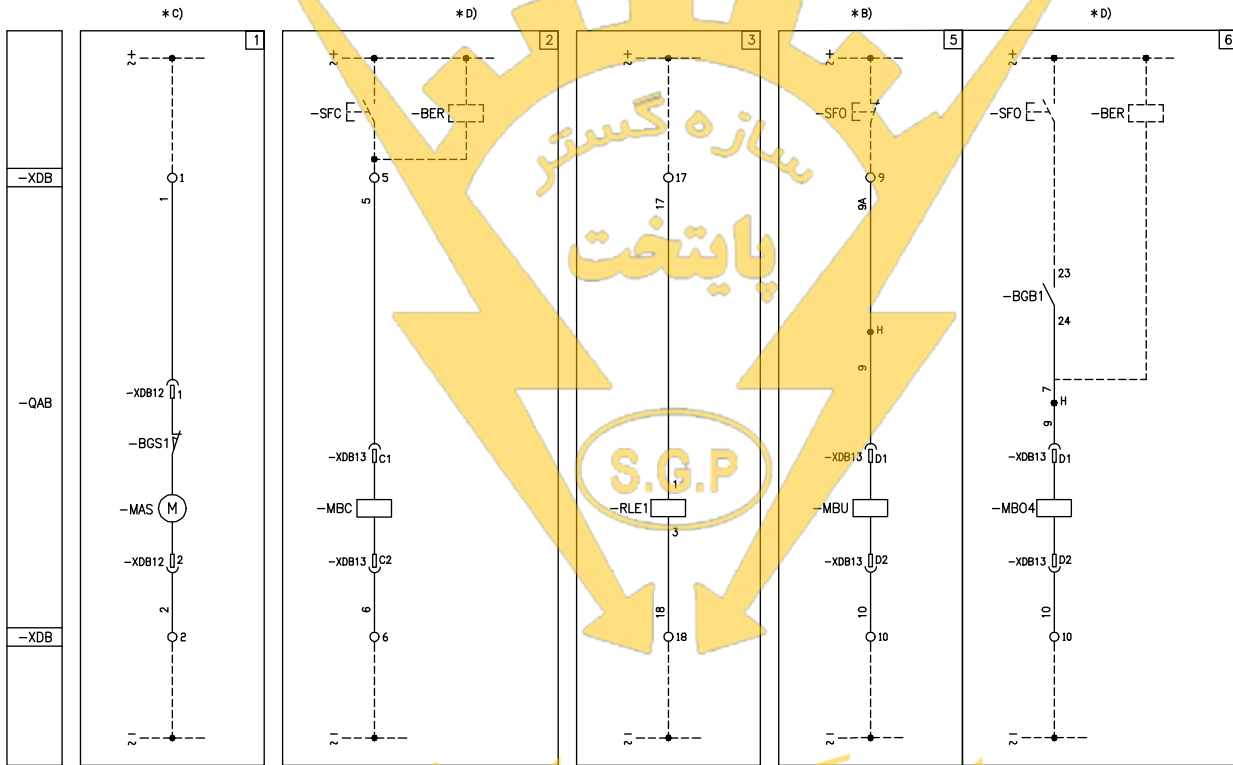 *C)
*D)
*B)
*D)
1
2
3
5
6
+
~
+
~
+
~
+
~
+
~
-SFC
-BER
-SFO
-SFO
-BER
سازه گستر
پایتخت
-XDB
1
5
17
9
1
5
17
9A
23
-BGB1
24
H
9
7
H
9
-QAB
-XDB12
1
-BGS1
-XDB13
C1
-XDB13
D1
-XDB13
D1
S.G.P
1
-MAS
M
-MBC
-RLE1
3
-MBU
-MBO4
-XDB12
2
-XDB13
C2
-XDB13
D2
-XDB13
D2
2
6
18
10
10
-XDB
2
6
18
10
10
-
~
-
~
-
~
-
~
-
~